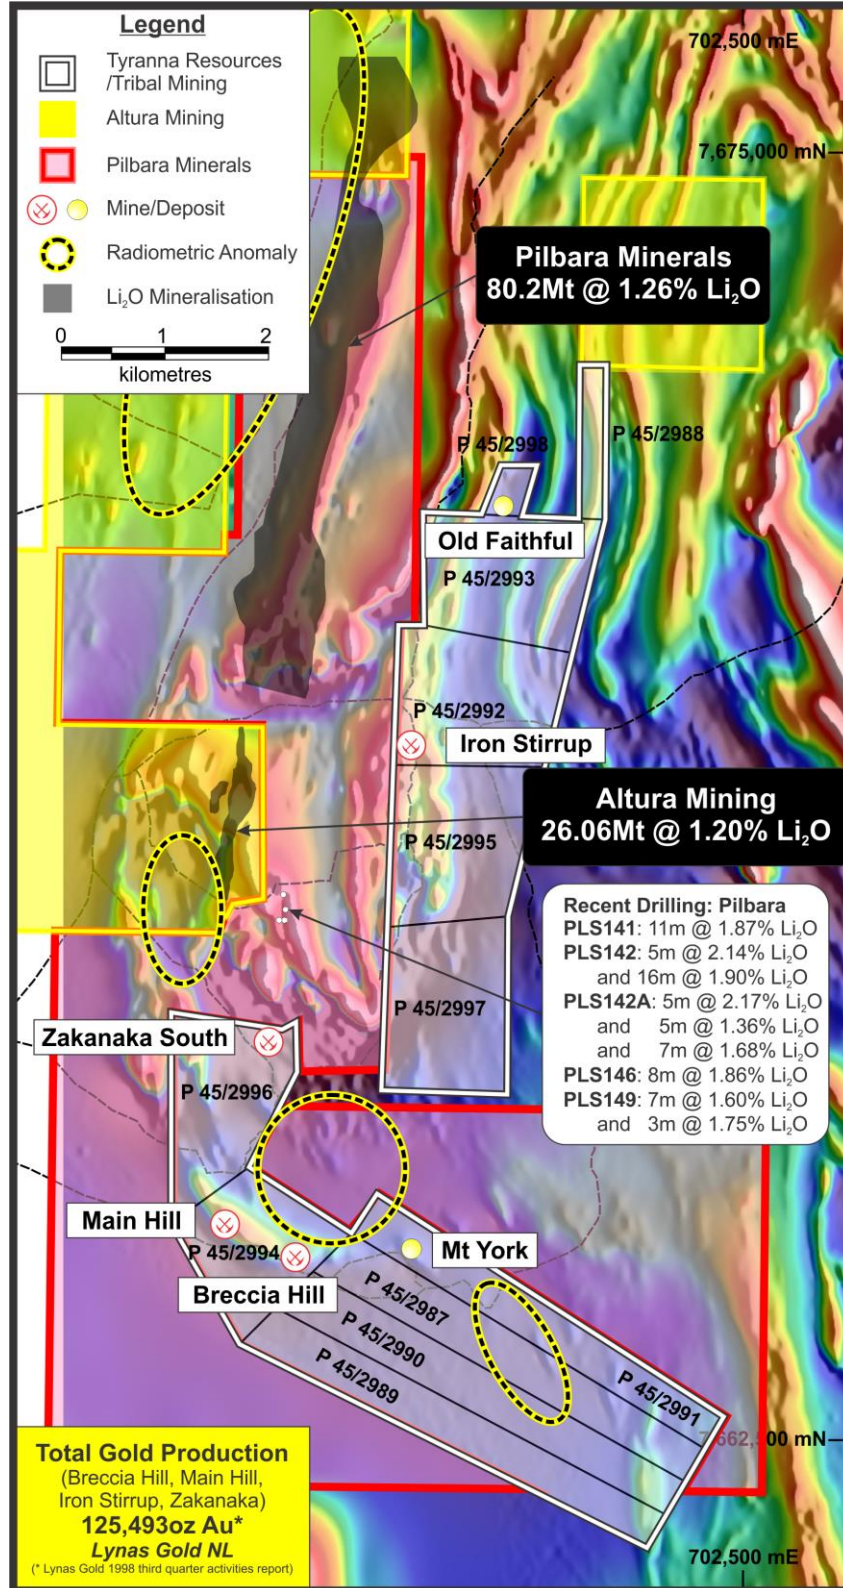 Legend
Tyranna Resources
/Tribal Mining
Altura Mining
Pilbara Minerals
Mine/Deposit
Radiometric Anomaly
Li₂O Mineralisation
0 1 2
kilometres
702,500 mE
7,675,000 mN
Pilbara Minerals
80.2Mt @ 1.26% Li₂O
P 45/2998
P 45/2988
Old Faithful
P 45/2993
P 45/2992
Iron Stirrup
Altura Mining
26.06Mt @ 1.20% Li₂O
P 45/2995
Recent Drilling: Pilbara
PLS141: 11m @ 1.87% Li₂O
PLS142: 5m @ 2.14% Li₂O
and 16m @ 1.90% Li₂O
PLS142A: 5m @ 2.17% Li₂O
and 5m @ 1.36% Li₂O
and 7m @ 1.68% Li₂O
PLS146: 8m @ 1.86% Li₂O
PLS149: 7m @ 1.60% Li₂O
and 3m @ 1.75% Li₂O
P 45/2997
Zakanaka South
P 45/2996
Main Hill
P 45/2994
Mt York
Breccia Hill
P 45/2987
P 45/2990
P 45/2989
P 45/2991
7,662,500 mN
Total Gold Production
(Breccia Hill, Main Hill,
Iron Stirrup, Zakanaka)
125,493oz Au*
Lynas Gold NL
(* Lynas Gold 1998 third quarter activities report)
702,500 mE